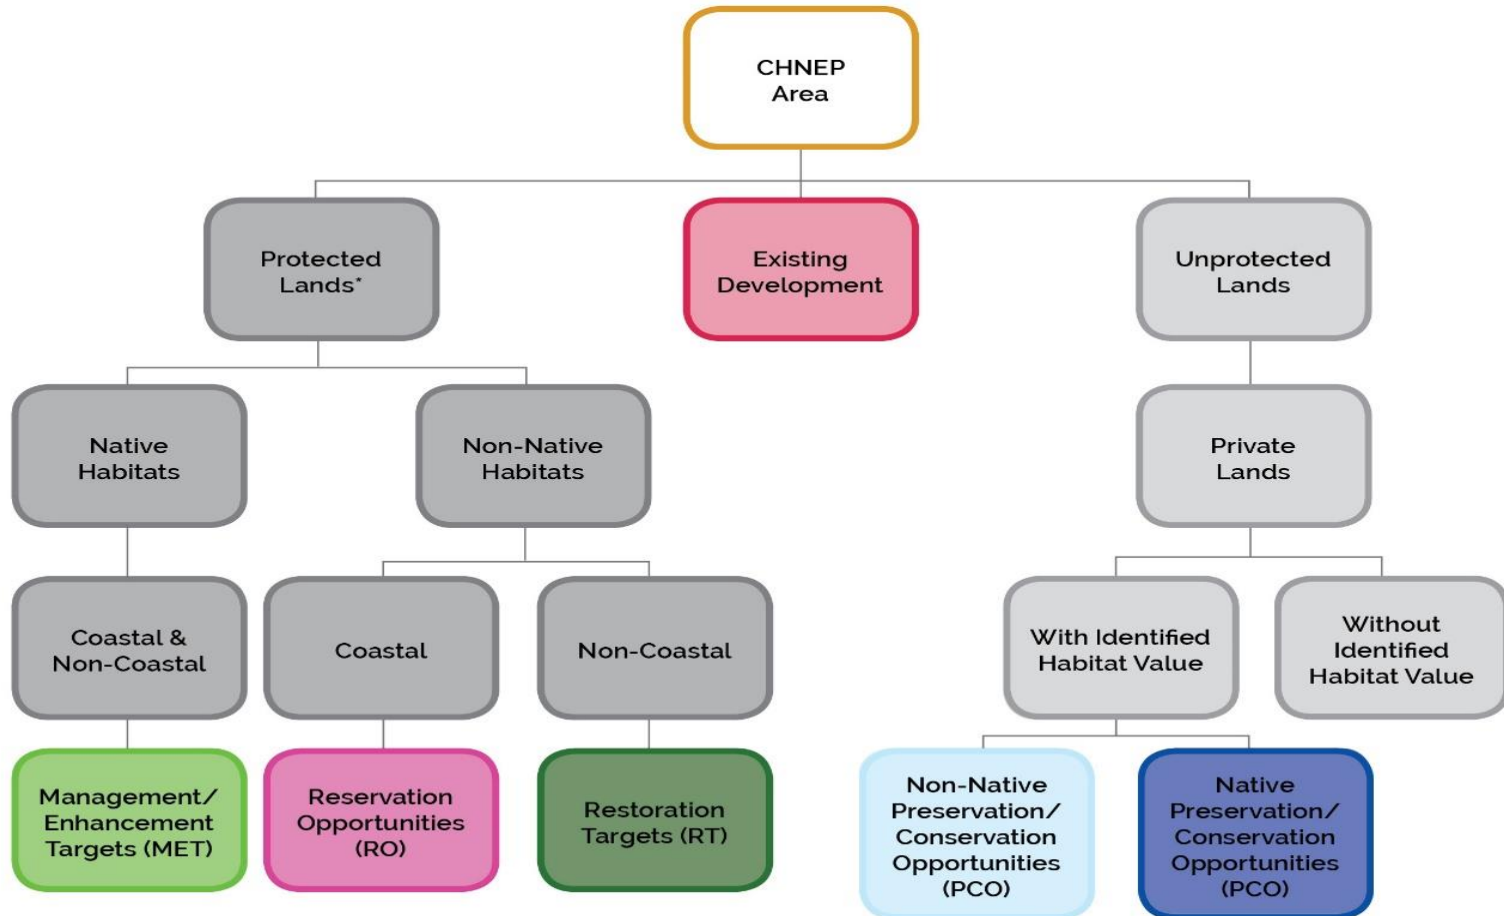 CHNEP
Area
Protected
Lands*
Existing
Development
Unprotected
Lands
Native
Habitats
Non-Native
Habitats
Private
Lands
Coastal &
Non-Coastal
Coastal
Non-Coastal
With Identified
Habitat Value
Without
Identified
Habitat Value
Management/
Enhancement
Targets (MET)
Reservation
Opportunities
(RO)
Restoration
Targets (RT)
Non-Native
Preservation/
Conservation
Opportunities
(PCO)
Native
Preservation/
Conservation
Opportunities
(PCO)